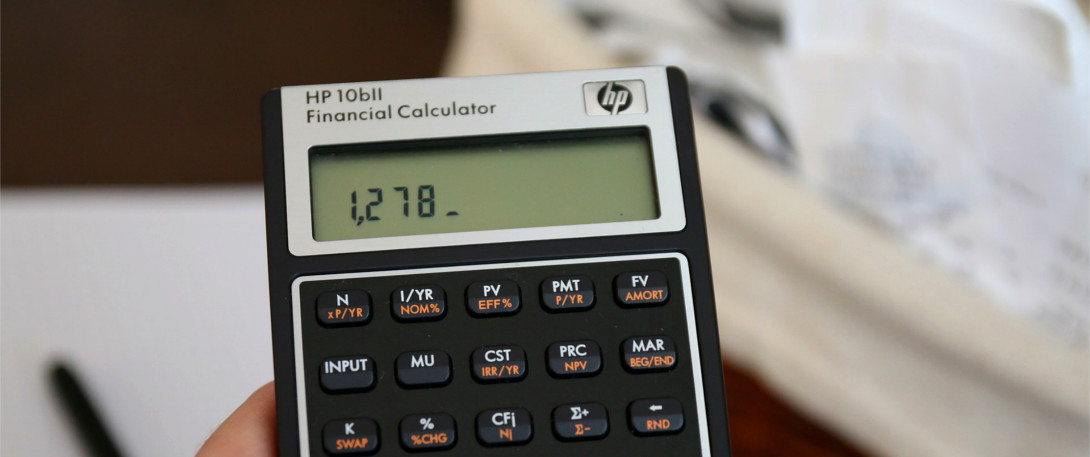 HP 10bII
Financial Calculator
hp
1,278_
N I/YR PV PMT FV
xP/YR NOM% EFF% P/YR AMORT
INPUT MU CST PRC MAR
IRR/YR NPV BEG/END
K % CFj Σ+ ←
SWAP %CHG Nj Σ- RND